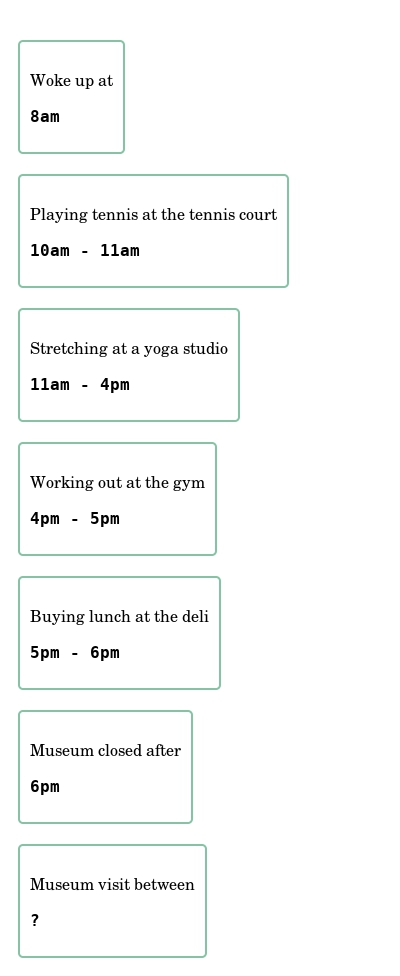 Woke up at
8am
Playing tennis at the tennis court
10am - 11am
Stretching at a yoga studio
11am - 4pm
Working out at the gym
4pm - 5pm
Buying lunch at the deli
5pm - 6pm
Museum closed after
6pm
Museum visit between
?